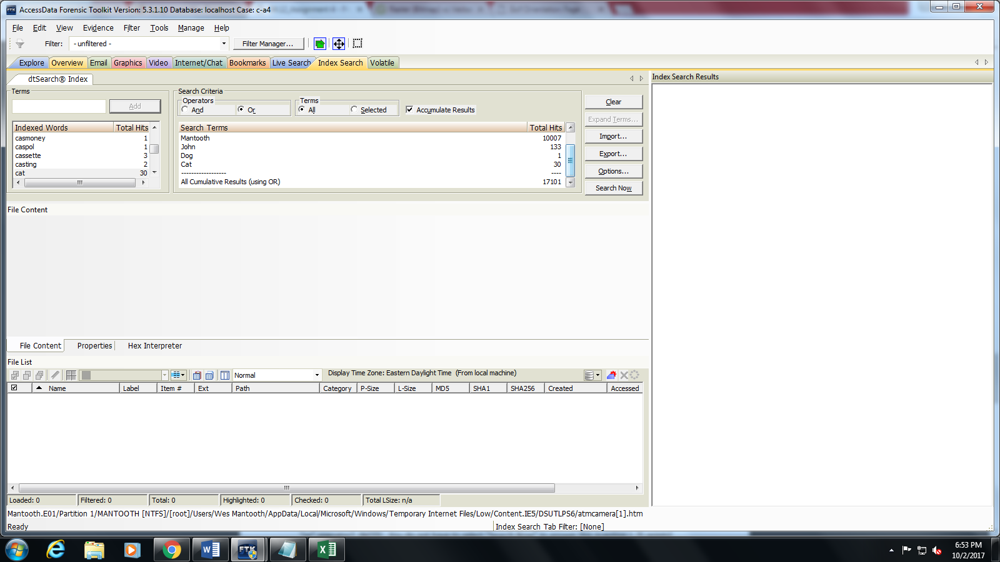 AccessData Forensic Toolkit Version: 5.3.1.10 Database: localhost Case: c-a4
File Edit View Evidence Filter Tools Manage Help
Filter: - unfiltered - Filter Manager...
Explore Overview Email Graphics Video Internet/Chat Bookmarks Live Search Index Search Volatile
dtSearch® Index
Index Search Results
Terms
Add
Indexed Words Total Hits
casmoney 1
caspol 1
cassette 3
casting 2
cat 30
Search Criteria
Operators
And Or
Terms
All Selected
Accumulate Results
Search Terms Total Hits
Mantooth 10007
John 133
Dog 1
Cat 30
------------------ ----
All Cumulative Results (using OR) 17101
Clear
Expand Terms...
Import...
Export...
Options...
Search Now
File Content
File Content Properties Hex Interpreter
File List
Normal Display Time Zone: Eastern Daylight Time (From local machine)
Name Label Item # Ext Path Category P-Size L-Size MD5 SHA1 SHA256 Created Accessed
Loaded: 0 Filtered: 0 Total: 0 Highlighted: 0 Checked: 0 Total LSize: n/a
Mantooth.E01/Partition 1/MANTOOTH [NTFS]/[root]/Users/Wes Mantooth/AppData/Local/Microsoft/Windows/Temporary Internet Files/Low/Content.IE5/DSUTLPS6/atmcamera[1].htm
Ready Index Search Tab Filter: [None]
FTK
6:53 PM
10/2/2017